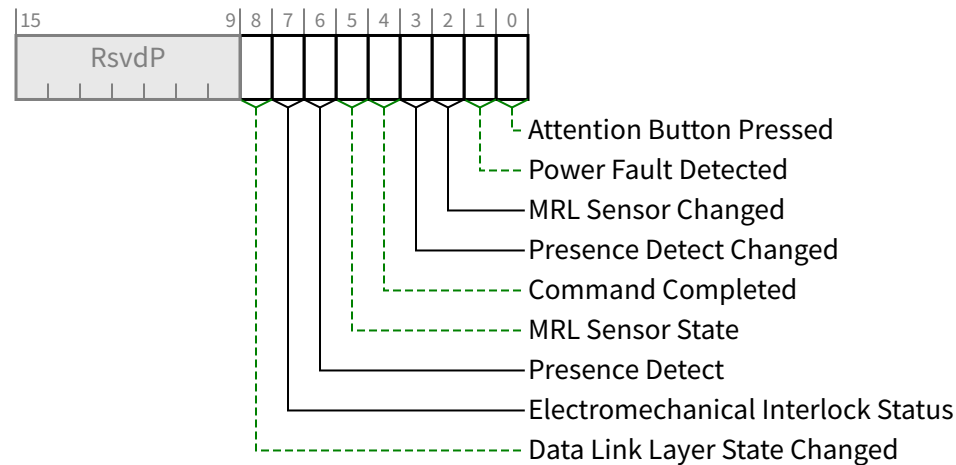 15 9 8 7 6 5 4 3 2 1 0
RsvdP
Attention Button Pressed
Power Fault Detected
MRL Sensor Changed
Presence Detect Changed
Command Completed
MRL Sensor State
Presence Detect
Electromechanical Interlock Status
Data Link Layer State Changed